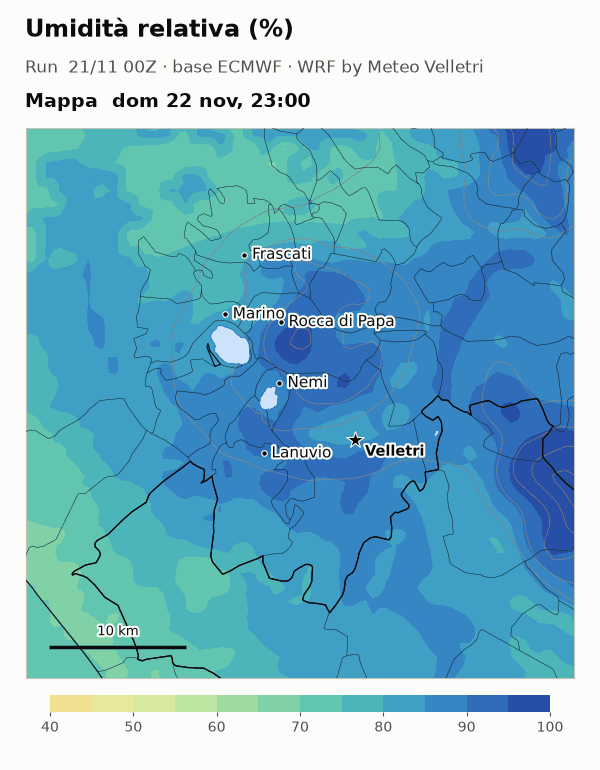 Umidità relativa (%)
Run  21/11 00Z · base ECMWF · WRF by Meteo Velletri
Mappa  dom 22 nov, 23:00
Frascati
Marino
Rocca di Papa
Nemi
Velletri
Lanuvio
10 km
40 50 60 70 80 90 100